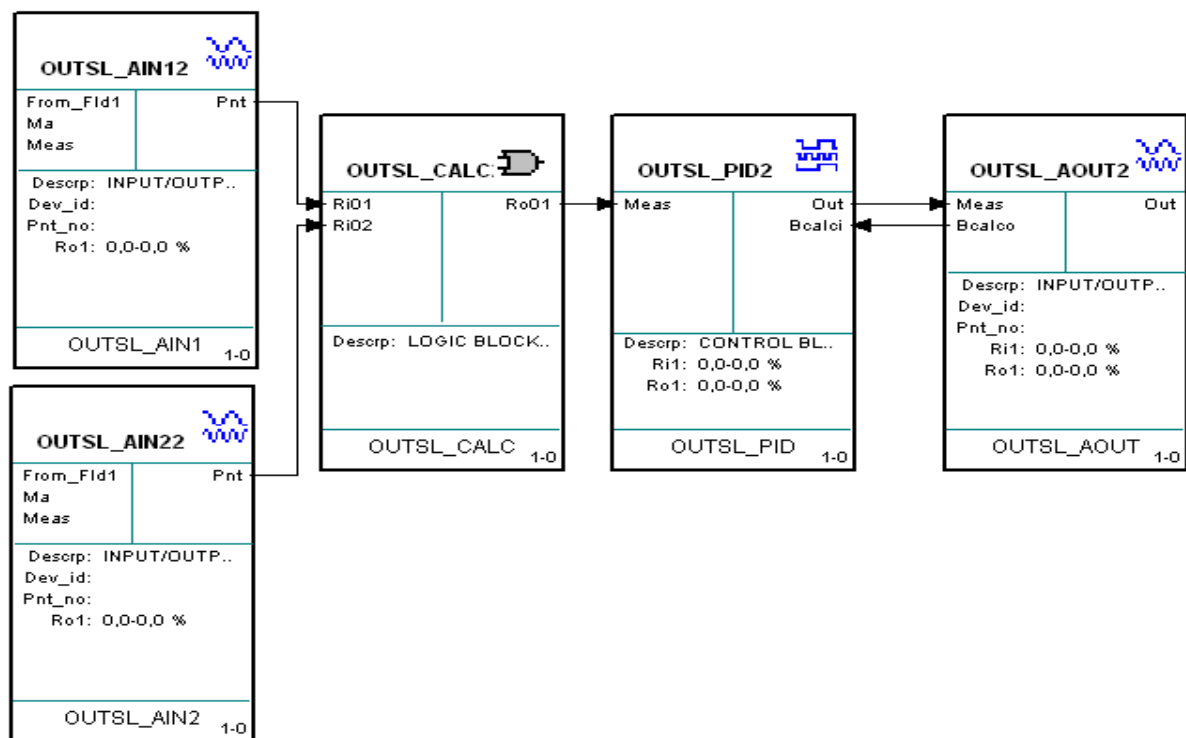 OUTSL_AIN12
From_Fld1 Pnt
Ma
Meas
Descrp: INPUT/OUTP..
Dev_id:
Pnt_no:
Ro1: 0,0-0,0 %
OUTSL_AIN1 1-0
OUTSL_AIN22
From_Fld1 Pnt
Ma
Meas
Descrp: INPUT/OUTP..
Dev_id:
Pnt_no:
Ro1: 0,0-0,0 %
OUTSL_AIN2 1-0
OUTSL_CALC:
Ri01 Ro01
Ri02
Descrp: LOGIC BLOCK..
OUTSL_CALC 1-0
OUTSL_PID2
Meas Out
Bcalci
Descrp: CONTROL BL..
Ri1: 0,0-0,0 %
Ro1: 0,0-0,0 %
OUTSL_PID 1-0
OUTSL_AOUT2
Meas Out
Bcalco
Descrp: INPUT/OUTP..
Dev_id:
Pnt_no:
Ri1: 0,0-0,0 %
Ro1: 0,0-0,0 %
OUTSL_AOUT 1-0